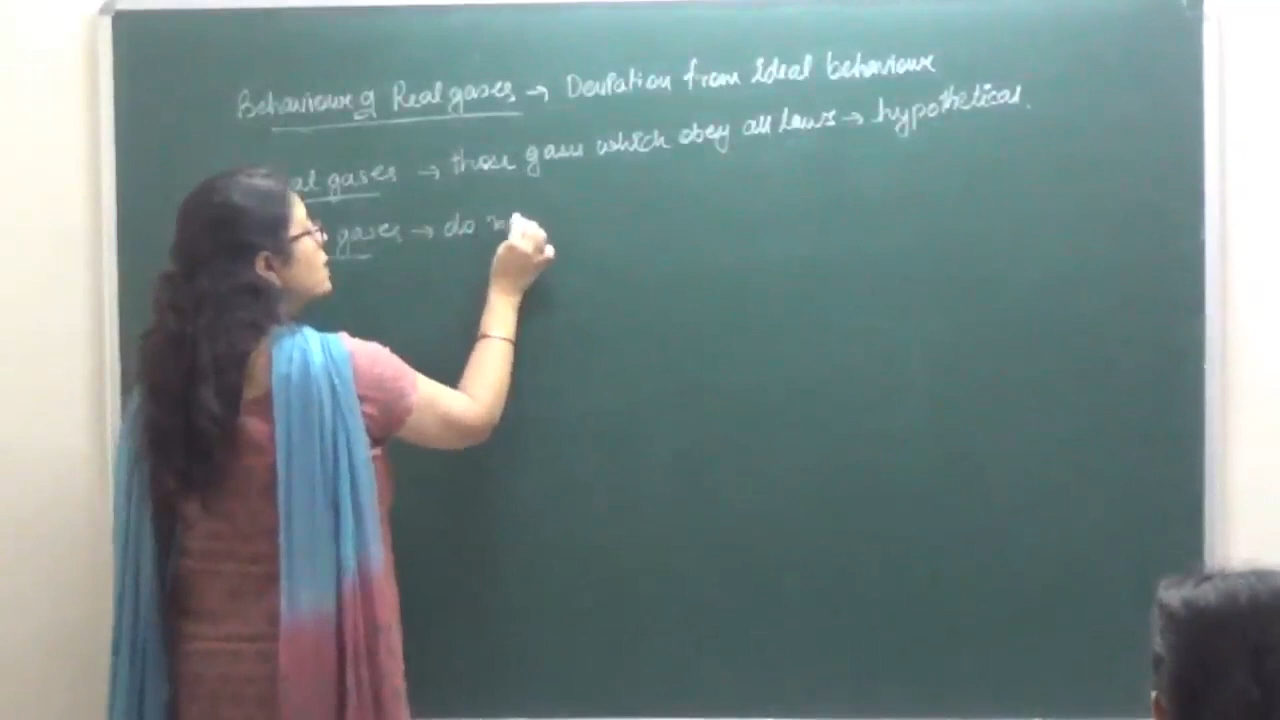 Behaviour of Real gases → Deviation from Ideal behaviour
al gases → those gases which obey all laws → hypothetical.
gases → do